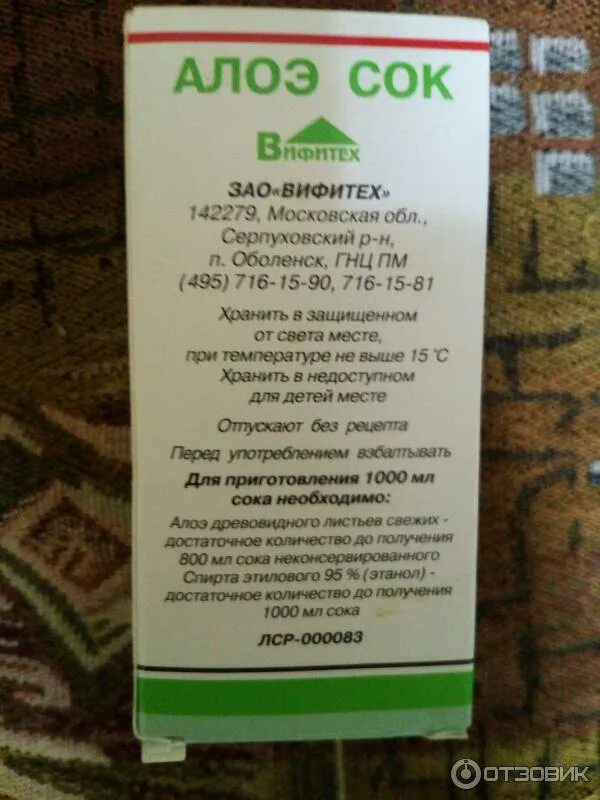 АЛОЭ СОК
ВИФИТЕХ
ЗАО«ВИФИТЕХ»
142279, Московская обл.,
Серпуховский р-н,
п. Оболенск, ГНЦ ПМ
(495) 716-15-90, 716-15-81
Хранить в защищенном
от света месте,
при температуре не выше 15 °С
Хранить в недоступном
для детей месте
Отпускают без рецепта
Перед употреблением взбалтывать
Для приготовления 1000 мл
сока необходимо:
Алоэ древовидного листьев свежих -
достаточное количество до получения
800 мл сока неконсервированного
Спирта этилового 95 % (этанол) -
достаточное количество до получения
1000 мл сока
ЛСР-000083
ОТЗОВИК